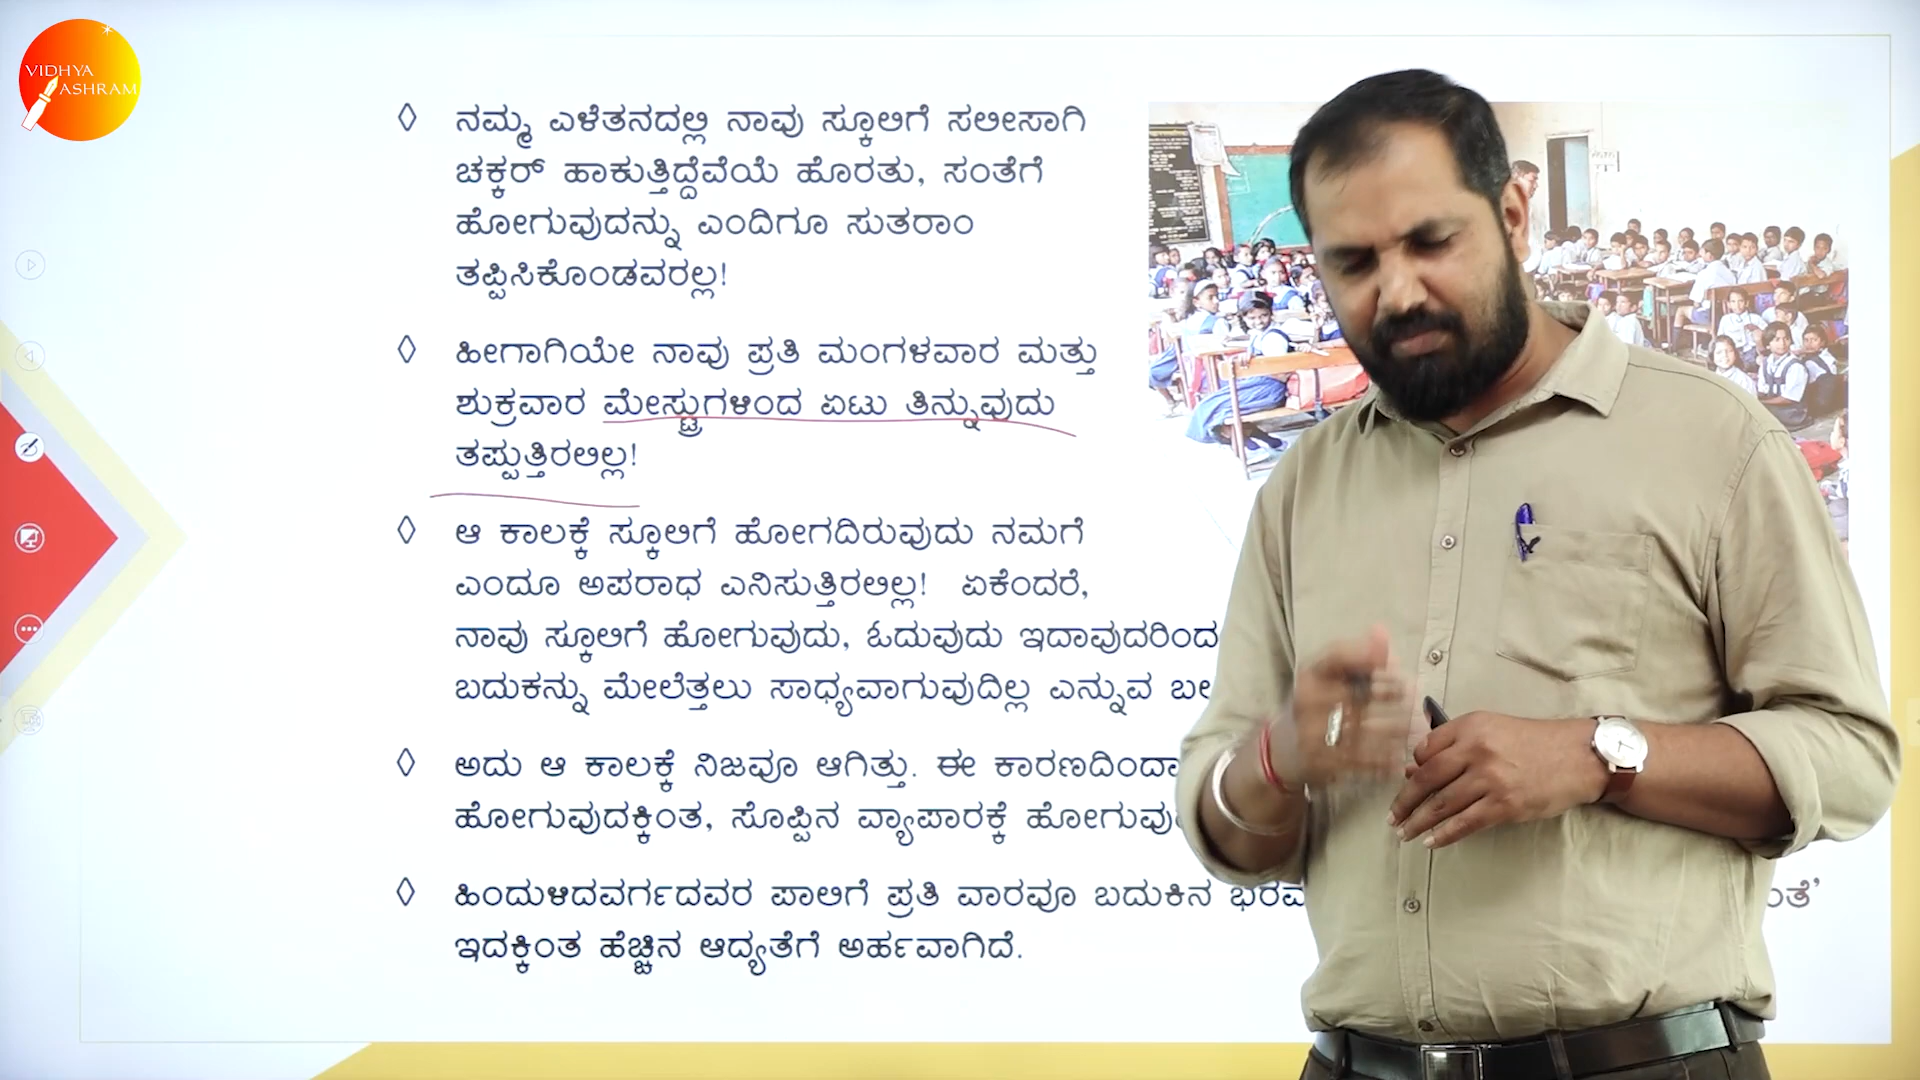 VIDHYA
ASHRAM
◊ ನಮ್ಮ ಎಳೆತನದಲ್ಲಿ ನಾವು ಸ್ಕೂಲಿಗೆ ಸಲೀಸಾಗಿ
ಚಕ್ಕರ್ ಹಾಕುತ್ತಿದ್ದೆವೆಯೆ ಹೊರತು, ಸಂತೆಗೆ
ಹೋಗುವುದನ್ನು ಎಂದಿಗೂ ಸುತರಾಂ
ತಪ್ಪಿಸಿಕೊಂಡವರಲ್ಲ!
◊ ಹೀಗಾಗಿಯೇ ನಾವು ಪ್ರತಿ ಮಂಗಳವಾರ ಮತ್ತು
ಶುಕ್ರವಾರ ಮೇಸ್ಟ್ರುಗಳಿಂದ ಏಟು ತಿನ್ನುವುದು
ತಪ್ಪುತ್ತಿರಲಿಲ್ಲ!
◊ ಆ ಕಾಲಕ್ಕೆ ಸ್ಕೂಲಿಗೆ ಹೋಗದಿರುವುದು ನಮಗೆ
ಎಂದೂ ಅಪರಾಧ ಎನಿಸುತ್ತಿರಲಿಲ್ಲ! ಏಕೆಂದರೆ,
ನಾವು ಸ್ಕೂಲಿಗೆ ಹೋಗುವುದು, ಓದುವುದು ಇದಾವುದರಿಂದ
ಬದುಕನ್ನು ಮೇಲೆತ್ತಲು ಸಾಧ್ಯವಾಗುವುದಿಲ್ಲ ಎನ್ನುವ
◊ ಅದು ಆ ಕಾಲಕ್ಕೆ ನಿಜವೂ ಆಗಿತ್ತು. ಈ
ಹೋಗುವುದಕ್ಕಿಂತ, ಸೊಪ್ಪಿನ ವ್ಯಾಪಾರಕ್ಕೆ
◊ ಹಿಂದುಳಿದವರ್ಗದವರ ಪಾಲಿಗೆ ಪ್ರತಿ ವಾರವೂ ಬದುಕಿನ
ಇದಕ್ಕಿಂತ ಹೆಚ್ಚಿನ ಆದ್ಯತೆಗೆ ಅರ್ಹವಾಗಿದೆ.